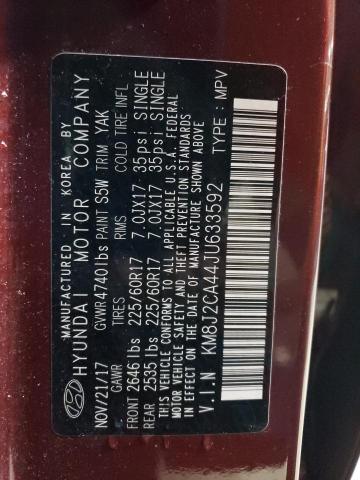 MANUFACTURED IN KOREA BY
HYUNDAI MOTOR COMPANY
NOV/21/17 GVWR 4740 lbs PAINT S5W TRIM YAK
GAWR RIMS COLD TIRE INFL
FRONT 2646 lbs 225/60R17 7.0JX17 35psi SINGLE
REAR 2535 lbs 225/60R17 7.0JX17 35psi SINGLE
THIS VEHICLE CONFORMS TO ALL APPLICABLE U.S.A. FEDERAL
MOTOR VEHICLE SAFETY AND THEFT PREVENTION STANDARDS
IN EFFECT ON THE DATE OF MANUFACTURE SHOWN ABOVE
V.I.N KM8J2CA44JU633592 TYPE : MPV